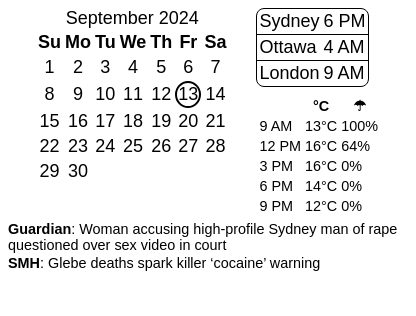 September 2024
Su Mo Tu We Th Fr Sa
1 2 3 4 5 6 7
8 9 10 11 12 13 14
15 16 17 18 19 20 21
22 23 24 25 26 27 28
29 30
Sydney 6 PM
Ottawa 4 AM
London 9 AM
°C ☂
9 AM 13°C 100%
12 PM 16°C 64%
3 PM 16°C 0%
6 PM 14°C 0%
9 PM 12°C 0%
Guardian: Woman accusing high-profile Sydney man of rape
questioned over sex video in court
SMH: Glebe deaths spark killer ‘cocaine’ warning